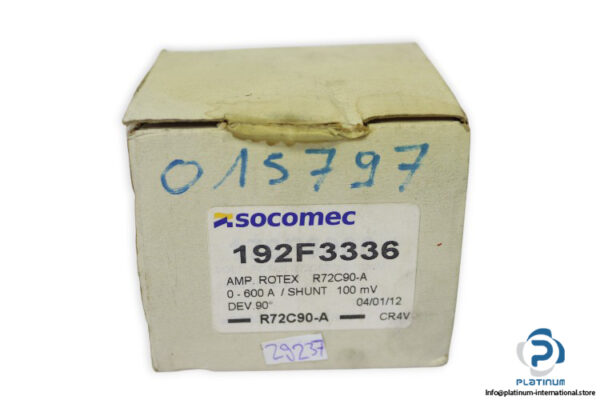 015797
socomec
192F3336
AMP. ROTEX R72C90-A
0 - 600 A / SHUNT 100 mV
DEV.90° 04/01/12
R72C90-A CR4V
29237
PLATINUM
Info@platinum-international.store